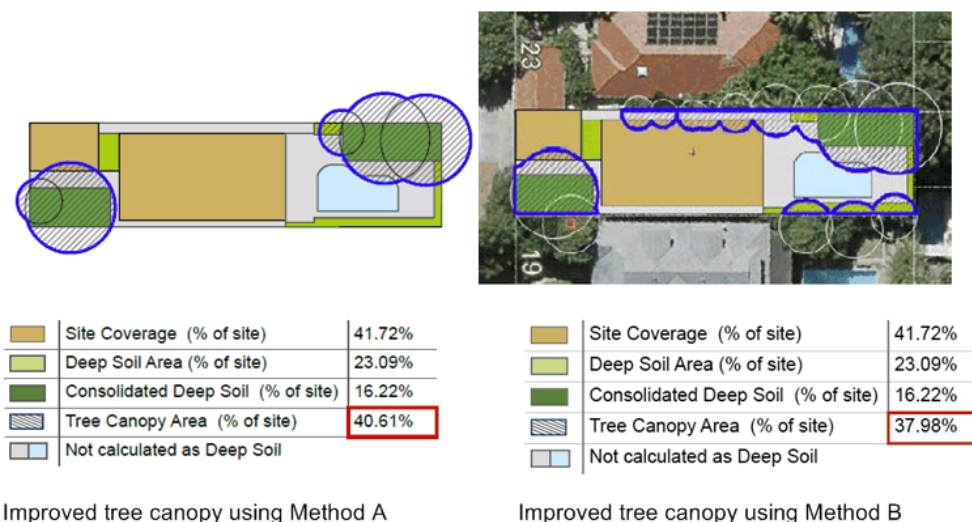 23
19
Site Coverage (% of site) 41.72%
Deep Soil Area (% of site) 23.09%
Consolidated Deep Soil (% of site) 16.22%
Tree Canopy Area (% of site) 40.61%
Not calculated as Deep Soil
Improved tree canopy using Method A
Site Coverage (% of site) 41.72%
Deep Soil Area (% of site) 23.09%
Consolidated Deep Soil (% of site) 16.22%
Tree Canopy Area (% of site) 37.98%
Not calculated as Deep Soil
Improved tree canopy using Method B